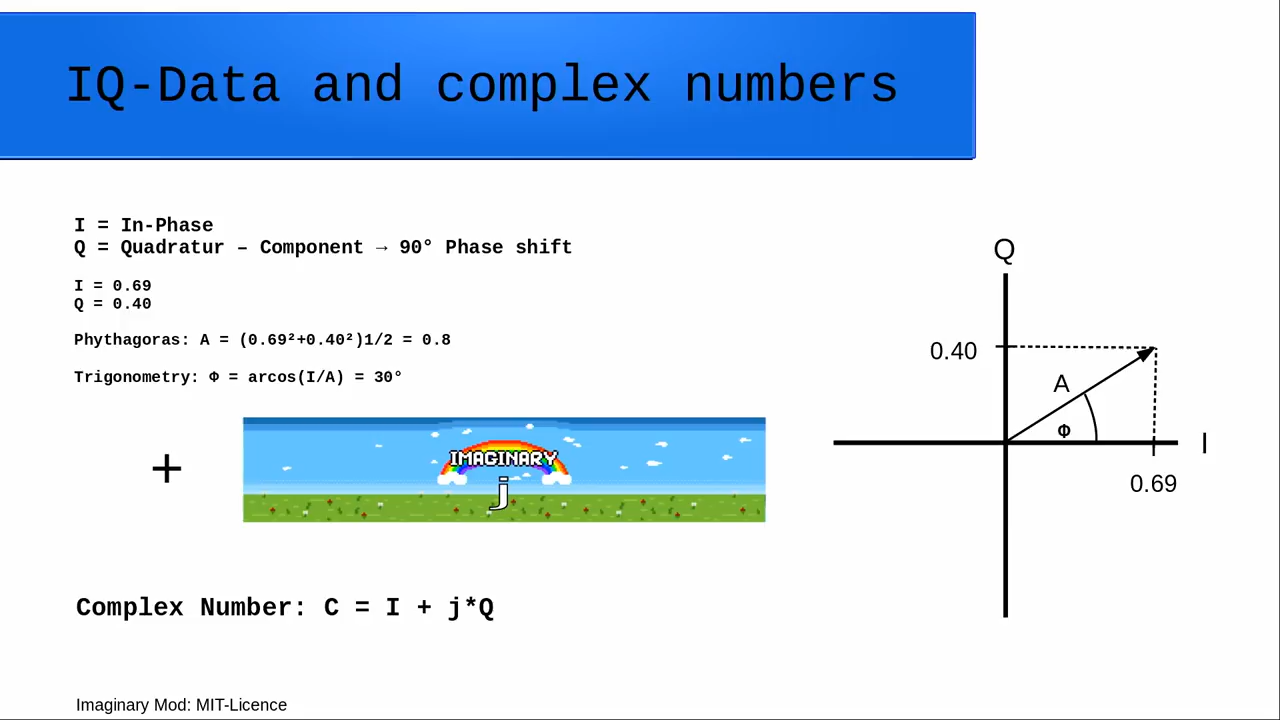 IQ-Data and complex numbers
I = In-Phase
Q = Quadratur – Component → 90° Phase shift
I = 0.69
Q = 0.40
Phythagoras: A = (0.69²+0.40²)1/2 = 0.8
Trigonometry: Φ = arcos(I/A) = 30°
+
IMAGINARY
j
Complex Number: C = I + j*Q
Imaginary Mod: MIT-Licence
Q
0.40
A
Φ
I
0.69